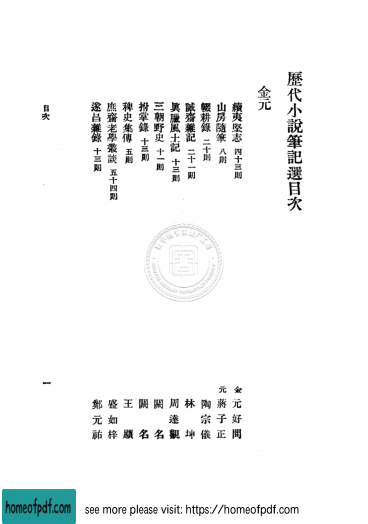 歷代小說筆記選目次
金元
續夷堅志 四十三則 金 元好問
山房隨筆 八則 元 蔣子正
輟耕錄 二十則 陶宗儀
誠齋雜記 二十一則 林坤
眞臘風土記 十三則 周達觀
三朝野史 十一則 闕名
拊掌錄 十三則 闕名
稗史集傳 五則 王顯
庶齋老學叢談 五十四則 盛如梓
遂昌雜錄 十三則 鄭元祐
目次 一
homeofpdf.com see more please visit: https://homeofpdf.com